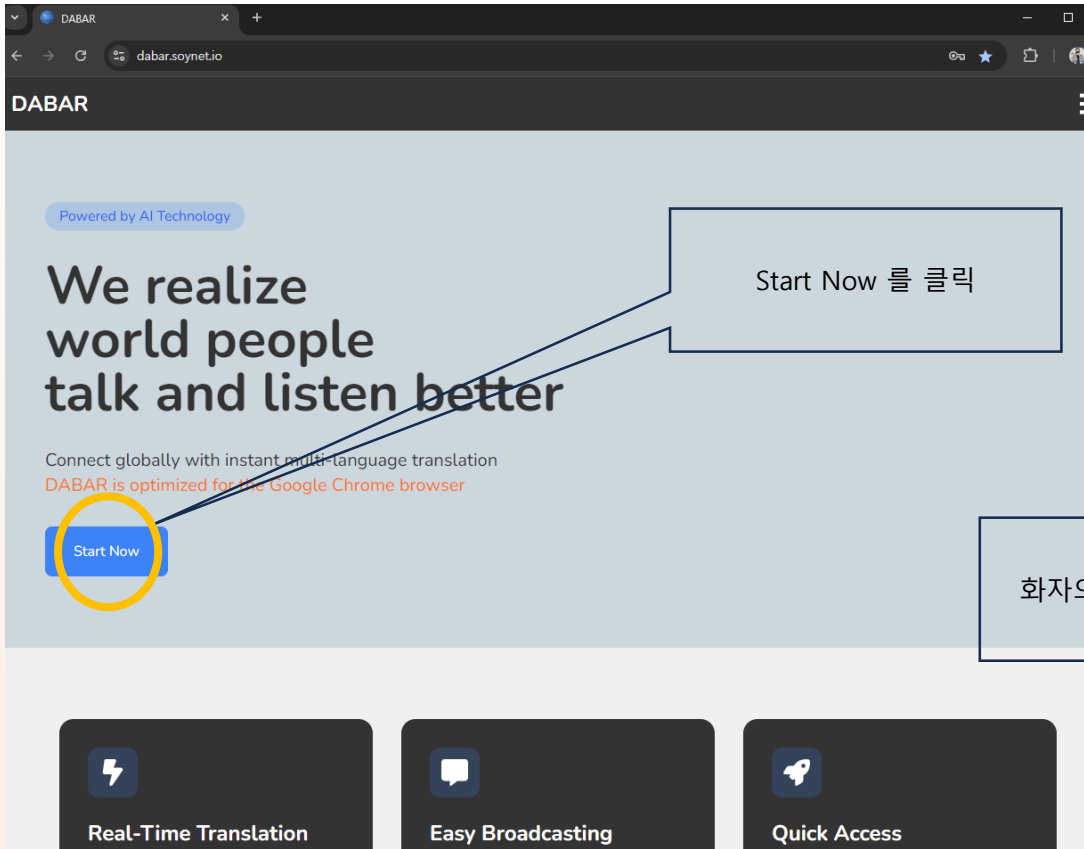 DABAR
dabar.soynet.io
DABAR
Powered by AI Technology
We realize
world people
talk and listen better
Start Now 를 클릭
Connect globally with instant multi-language translation
DABAR is optimized for the Google Chrome browser
Start Now
Real-Time Translation
Easy Broadcasting
Quick Access